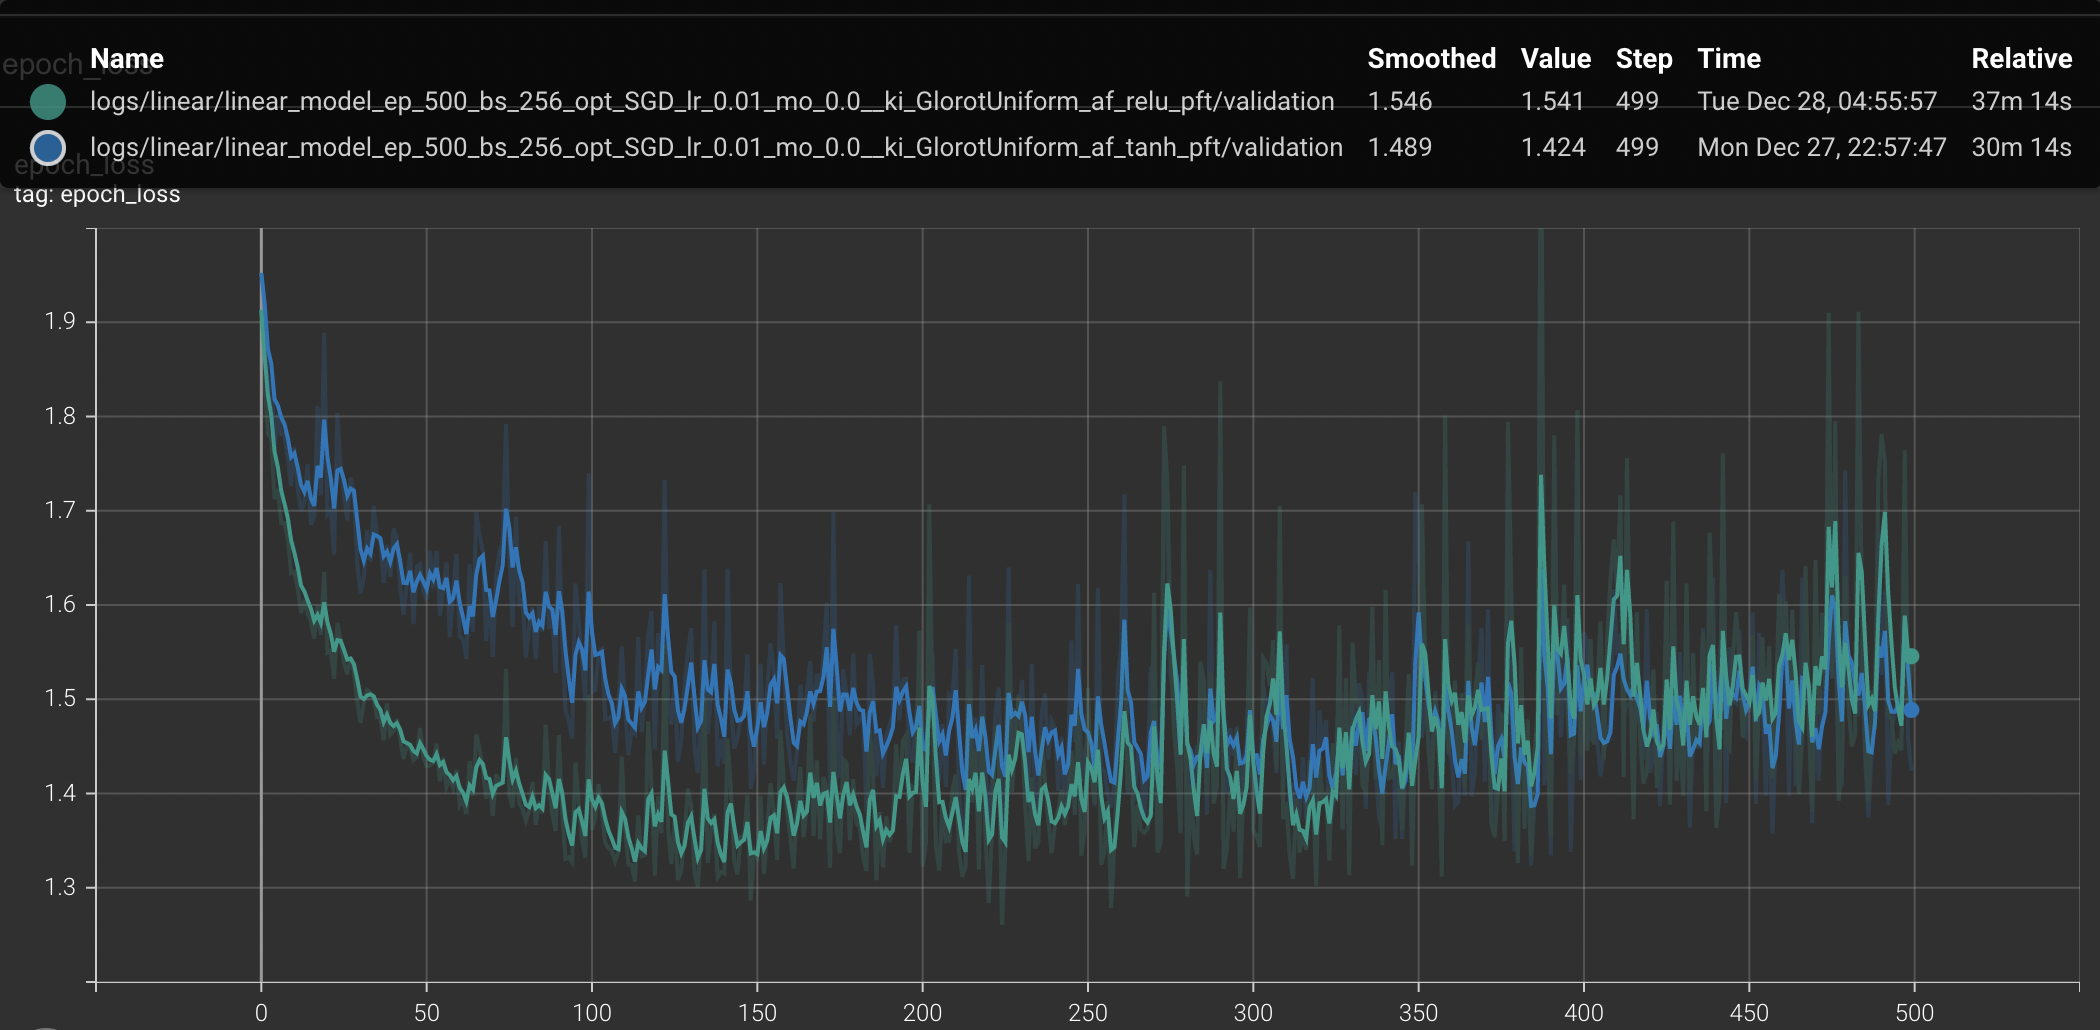 epoch_loss
Name Smoothed Value Step Time Relative
logs/linear/linear_model_ep_500_bs_256_opt_SGD_lr_0.01_mo_0.0__ki_GlorotUniform_af_relu_pft/validation 1.546 1.541 499 Tue Dec 28, 04:55:57 37m 14s
logs/linear/linear_model_ep_500_bs_256_opt_SGD_lr_0.01_mo_0.0__ki_GlorotUniform_af_tanh_pft/validation 1.489 1.424 499 Mon Dec 27, 22:57:47 30m 14s
epoch_loss
tag: epoch_loss
1.9
1.8
1.7
1.6
1.5
1.4
1.3
0 50 100 150 200 250 300 350 400 450 500